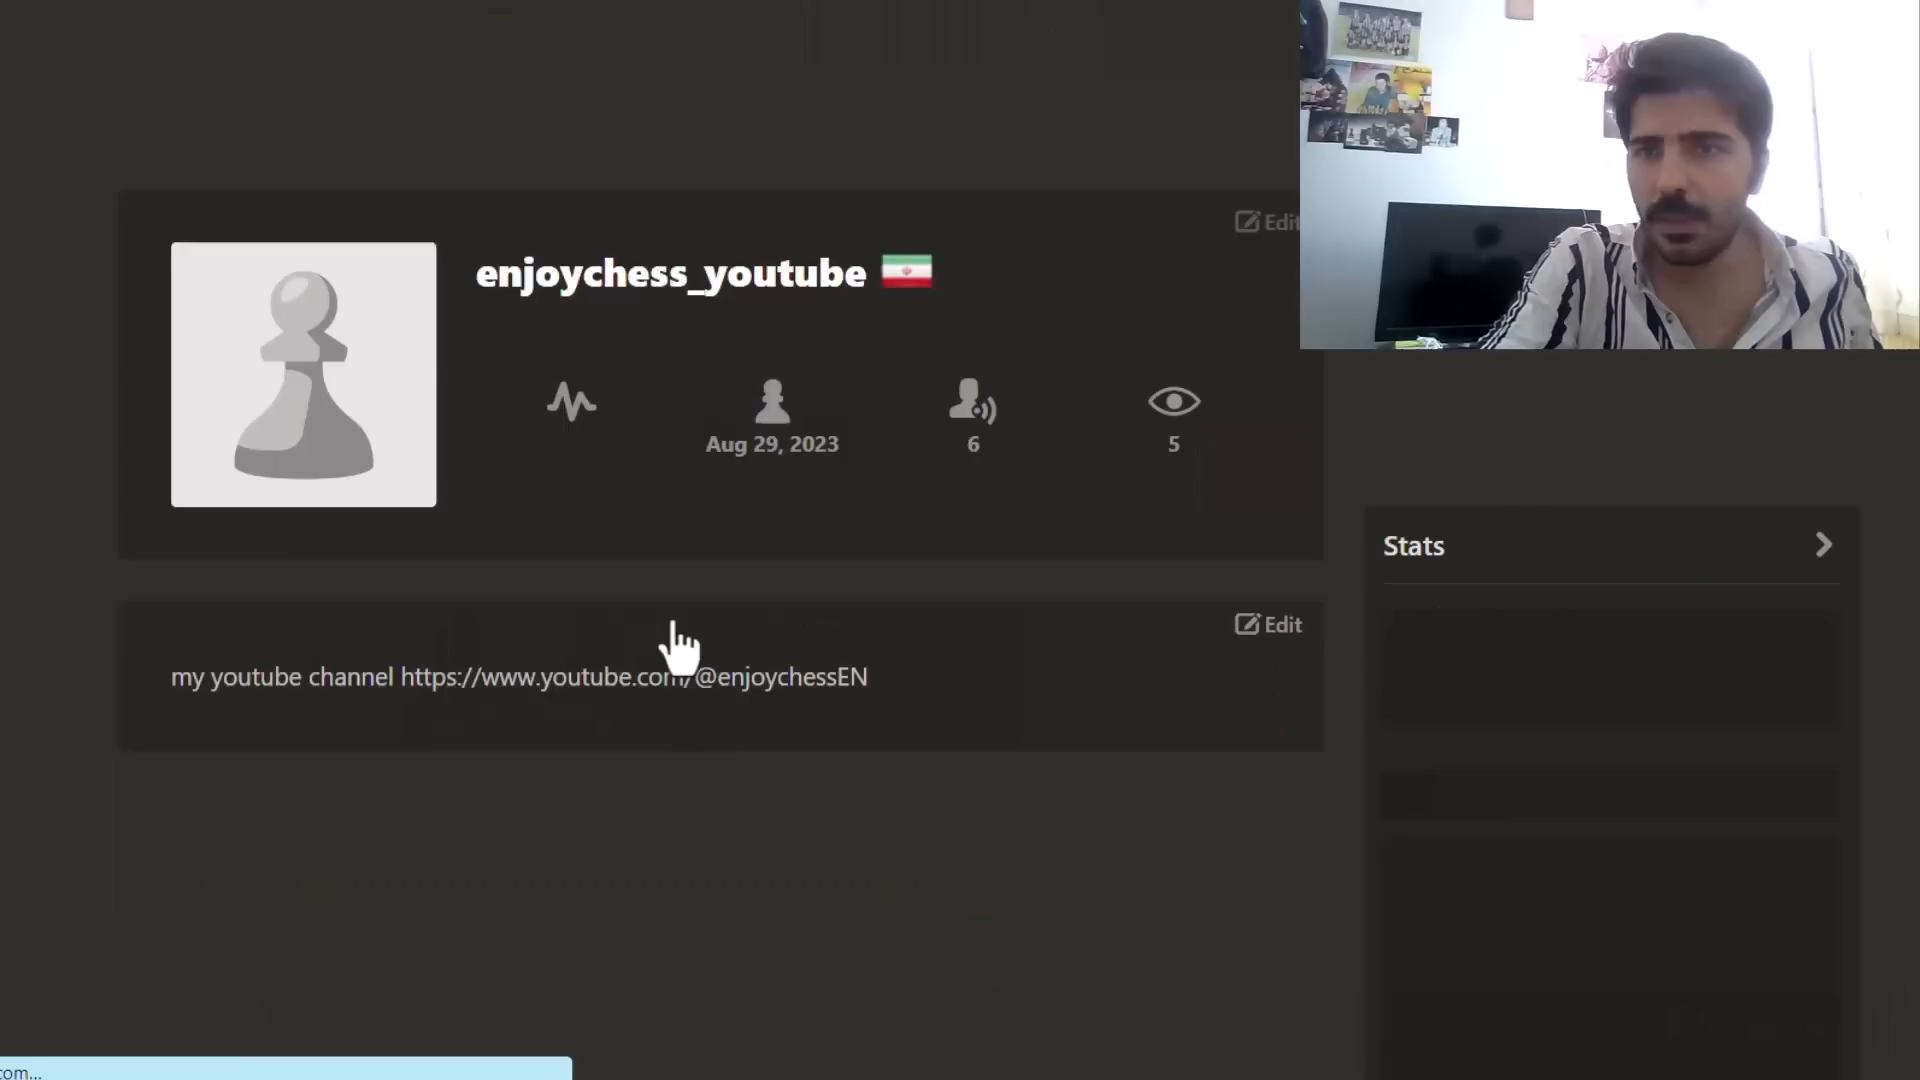 Edit
enjoychess_youtube
Aug 29, 2023
6
5
Stats
Edit
my youtube channel https://www.youtube.com/@enjoychessEN
com...